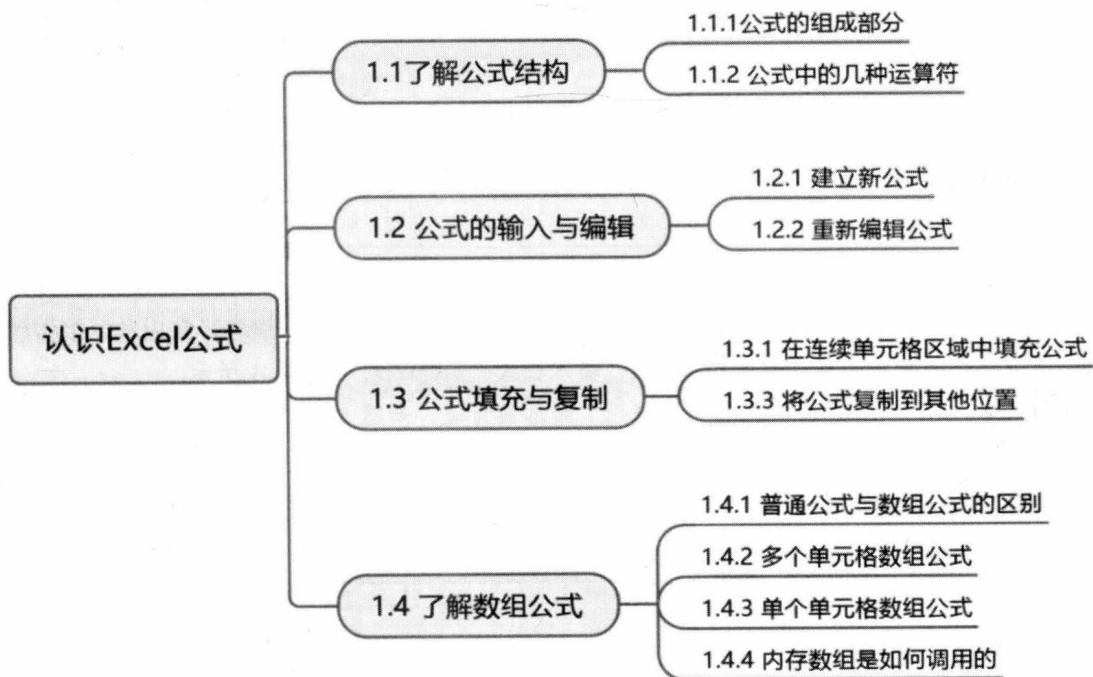 认识Excel公式
1.1了解公式结构
1.1.1公式的组成部分
1.1.2 公式中的几种运算符
1.2 公式的输入与编辑
1.2.1 建立新公式
1.2.2 重新编辑公式
1.3 公式填充与复制
1.3.1 在连续单元格区域中填充公式
1.3.3 将公式复制到其他位置
1.4 了解数组公式
1.4.1 普通公式与数组公式的区别
1.4.2 多个单元格数组公式
1.4.3 单个单元格数组公式
1.4.4 内存数组是如何调用的